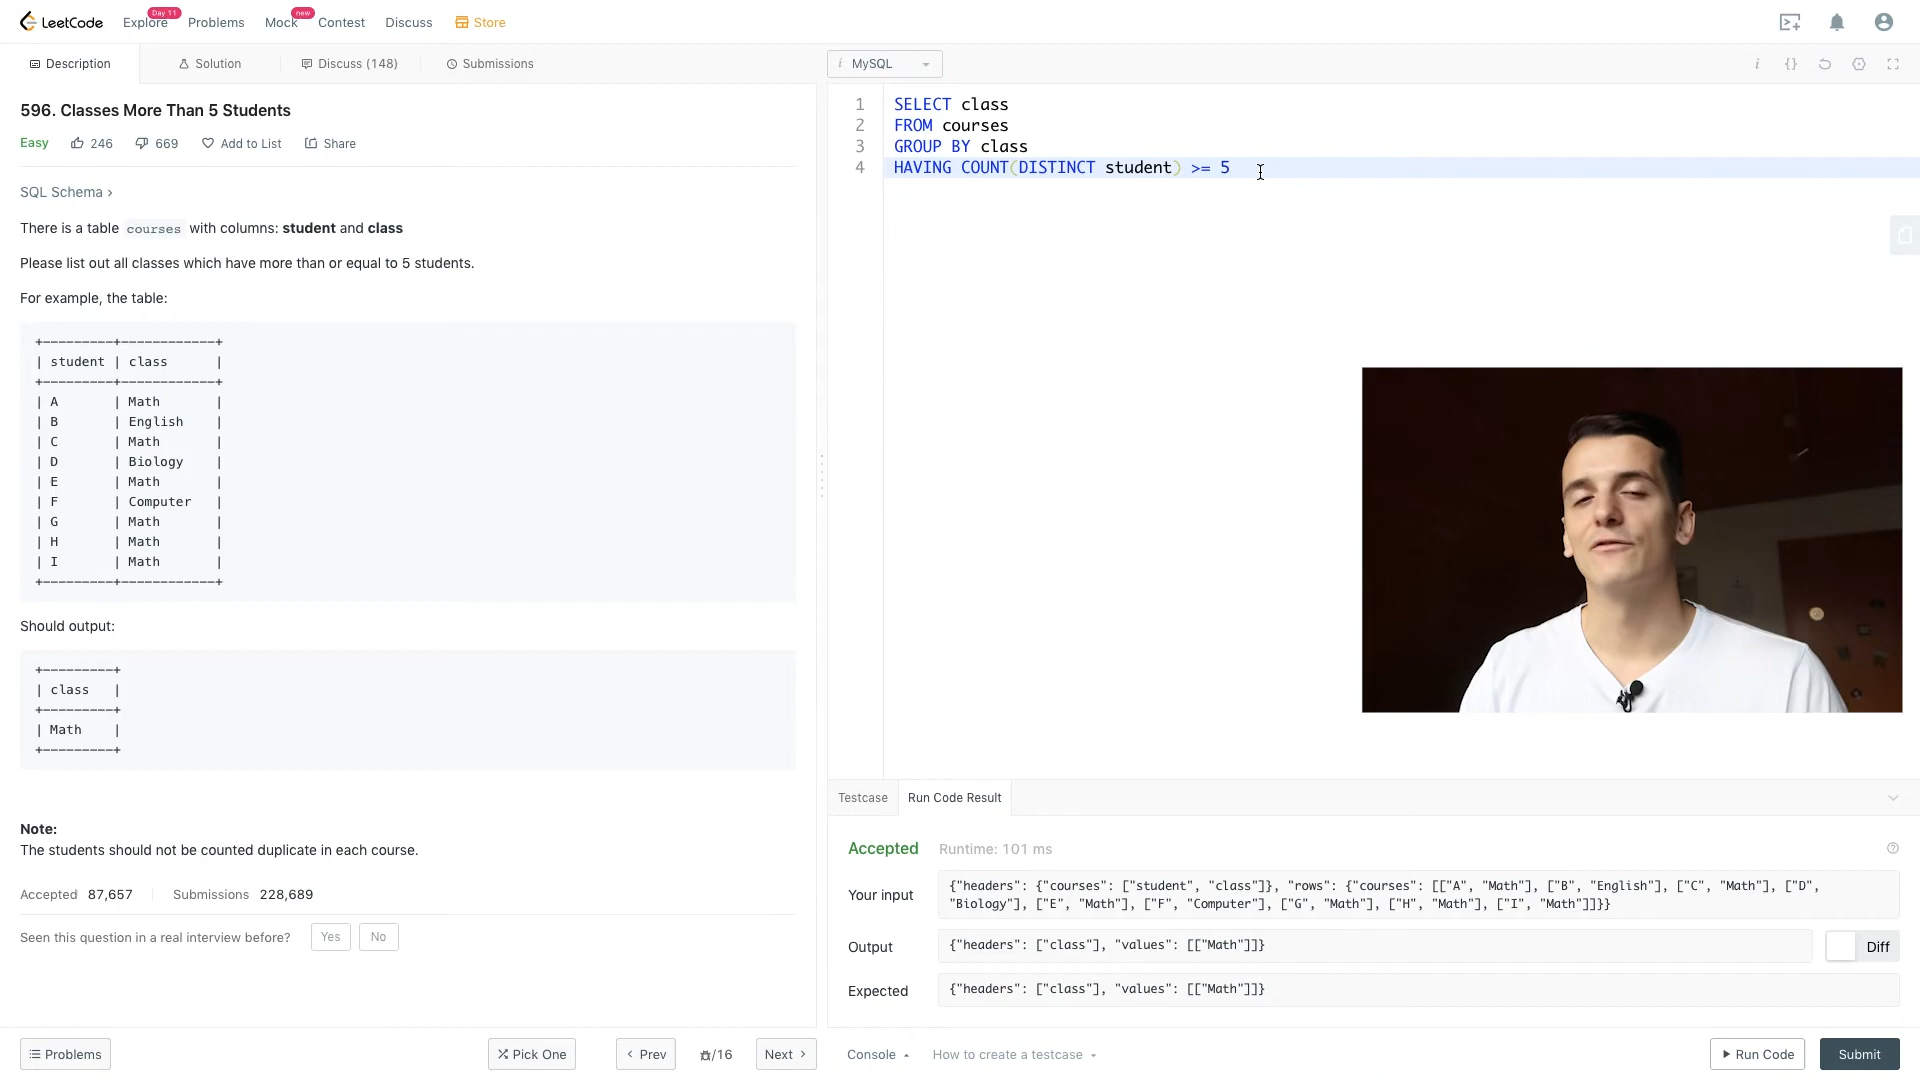 LeetCode
Explore
Day 11
Problems
Mock
new
Contest
Discuss
Store
Description
Solution
Discuss (148)
Submissions
i MySQL
596. Classes More Than 5 Students
Easy
246
669
Add to List
Share
SQL Schema ›
There is a table courses with columns: student and class
Please list out all classes which have more than or equal to 5 students.
For example, the table:
+---------+------------+
| student | class      |
+---------+------------+
| A       | Math       |
| B       | English    |
| C       | Math       |
| D       | Biology    |
| E       | Math       |
| F       | Computer   |
| G       | Math       |
| H       | Math       |
| I       | Math       |
+---------+------------+
Should output:
+---------+
| class   |
+---------+
| Math    |
+---------+
Note:
The students should not be counted duplicate in each course.
Accepted 87,657
Submissions 228,689
Seen this question in a real interview before?
Yes
No
Problems
Pick One
‹ Prev
/16
Next ›
i {}
1 SELECT class
2 FROM courses
3 GROUP BY class
4 HAVING COUNT(DISTINCT student) >= 5
Testcase
Run Code Result
Accepted
Runtime: 101 ms
Your input
{"headers": {"courses": ["student", "class"]}, "rows": {"courses": [["A", "Math"], ["B", "English"], ["C", "Math"], ["D",
"Biology"], ["E", "Math"], ["F", "Computer"], ["G", "Math"], ["H", "Math"], ["I", "Math"]]}}
Output
{"headers": ["class"], "values": [["Math"]]}
Diff
Expected
{"headers": ["class"], "values": [["Math"]]}
Console
How to create a testcase
Run Code
Submit